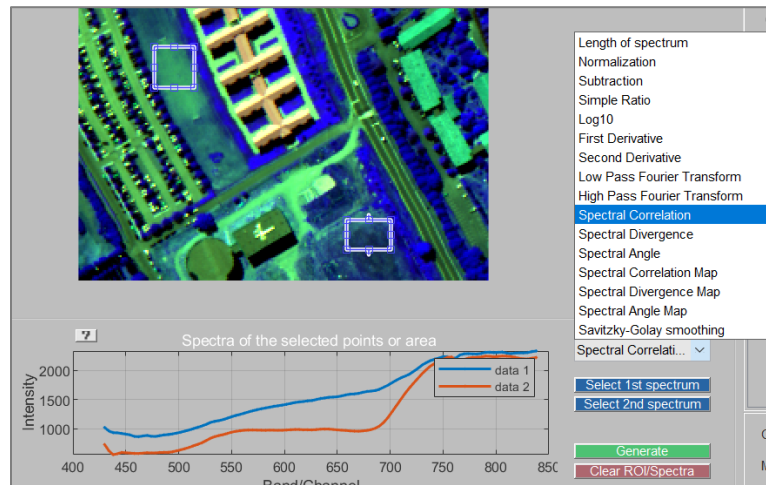 Length of spectrum
Normalization
Subtraction
Simple Ratio
Log10
First Derivative
Second Derivative
Low Pass Fourier Transform
High Pass Fourier Transform
Spectral Correlation
Spectral Divergence
Spectral Angle
Spectral Correlation Map
Spectral Divergence Map
Spectral Angle Map
Savitzky-Golay smoothing
Spectral Correlati...
Select 1st spectrum
Select 2nd spectrum
Generate
Clear ROI/Spectra
?
Spectra of the selected points or area
Intensity
2000
1500
1000
data 1
data 2
400 450 500 550 600 650 700 750 800 850
Band/Channel